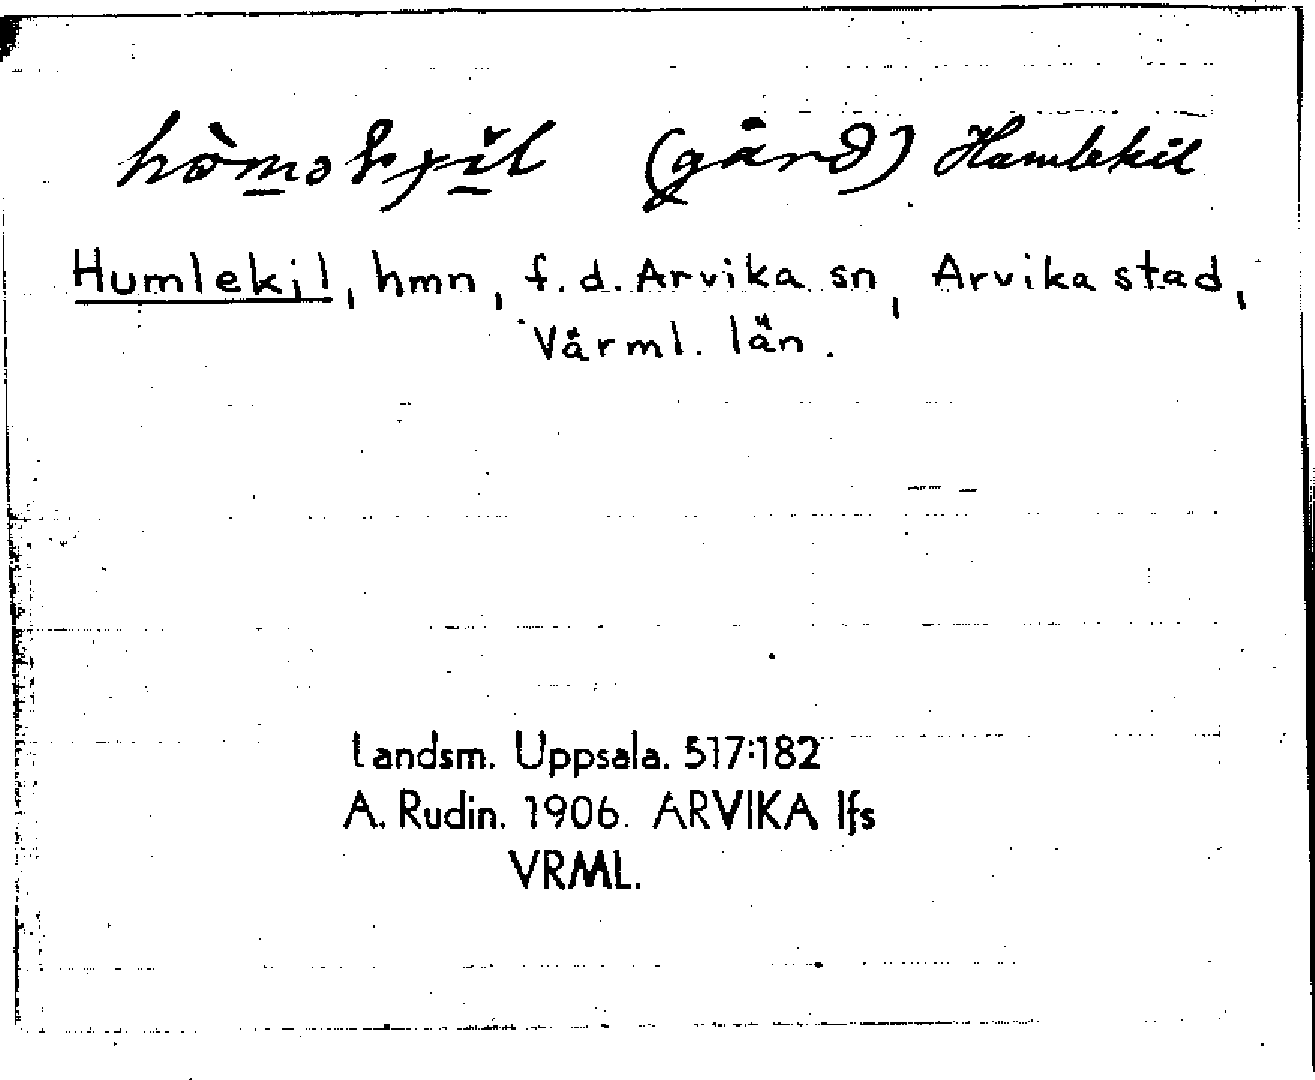 hòmokjıl (gård) Humlekil
Humlekil, hmn, f.d. Arvika sn, Arvika stad,
Värml. län.
Landsm. Uppsala. 517:182
A. Rudin. 1906. ARVIKA lfs
VRML.